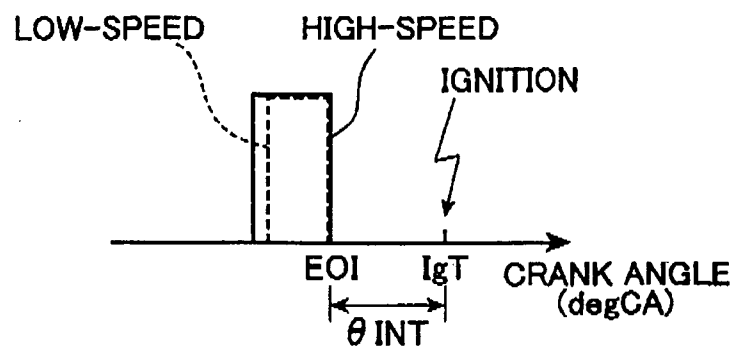 LOW-SPEED
HIGH-SPEED
IGNITION
EOI
IgT
CRANK ANGLE
(degCA)
θ INT